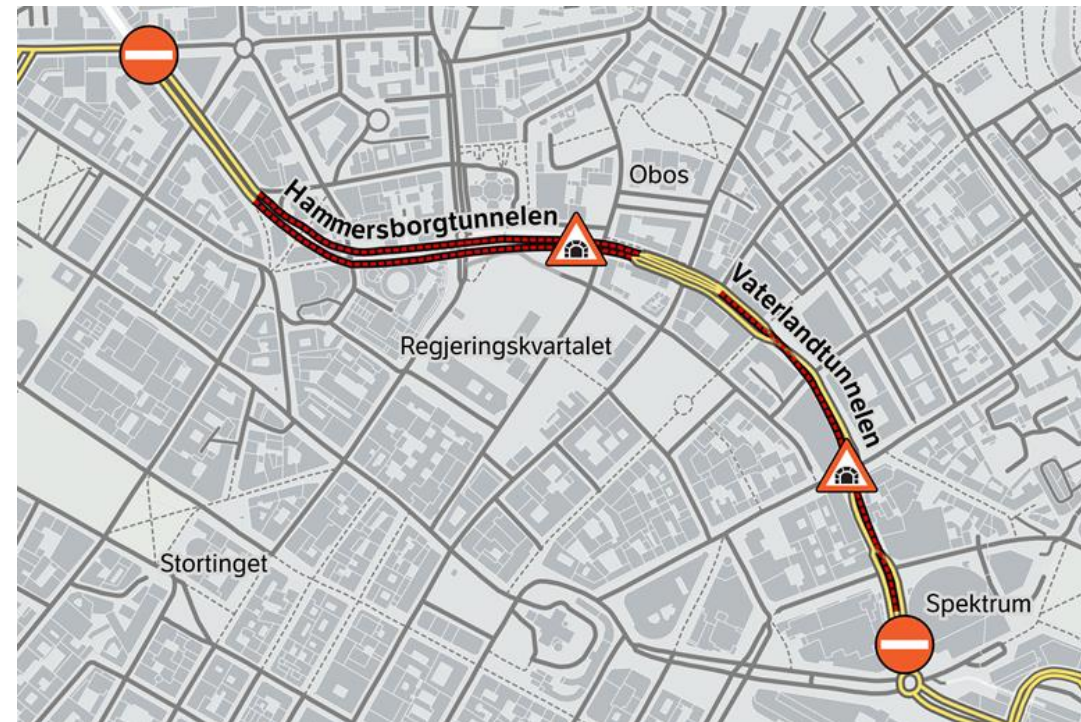 Obos
Hammersborgtunnelen
Vaterlandtunnelen
Regjeringskvartalet
Stortinget
Spektrum